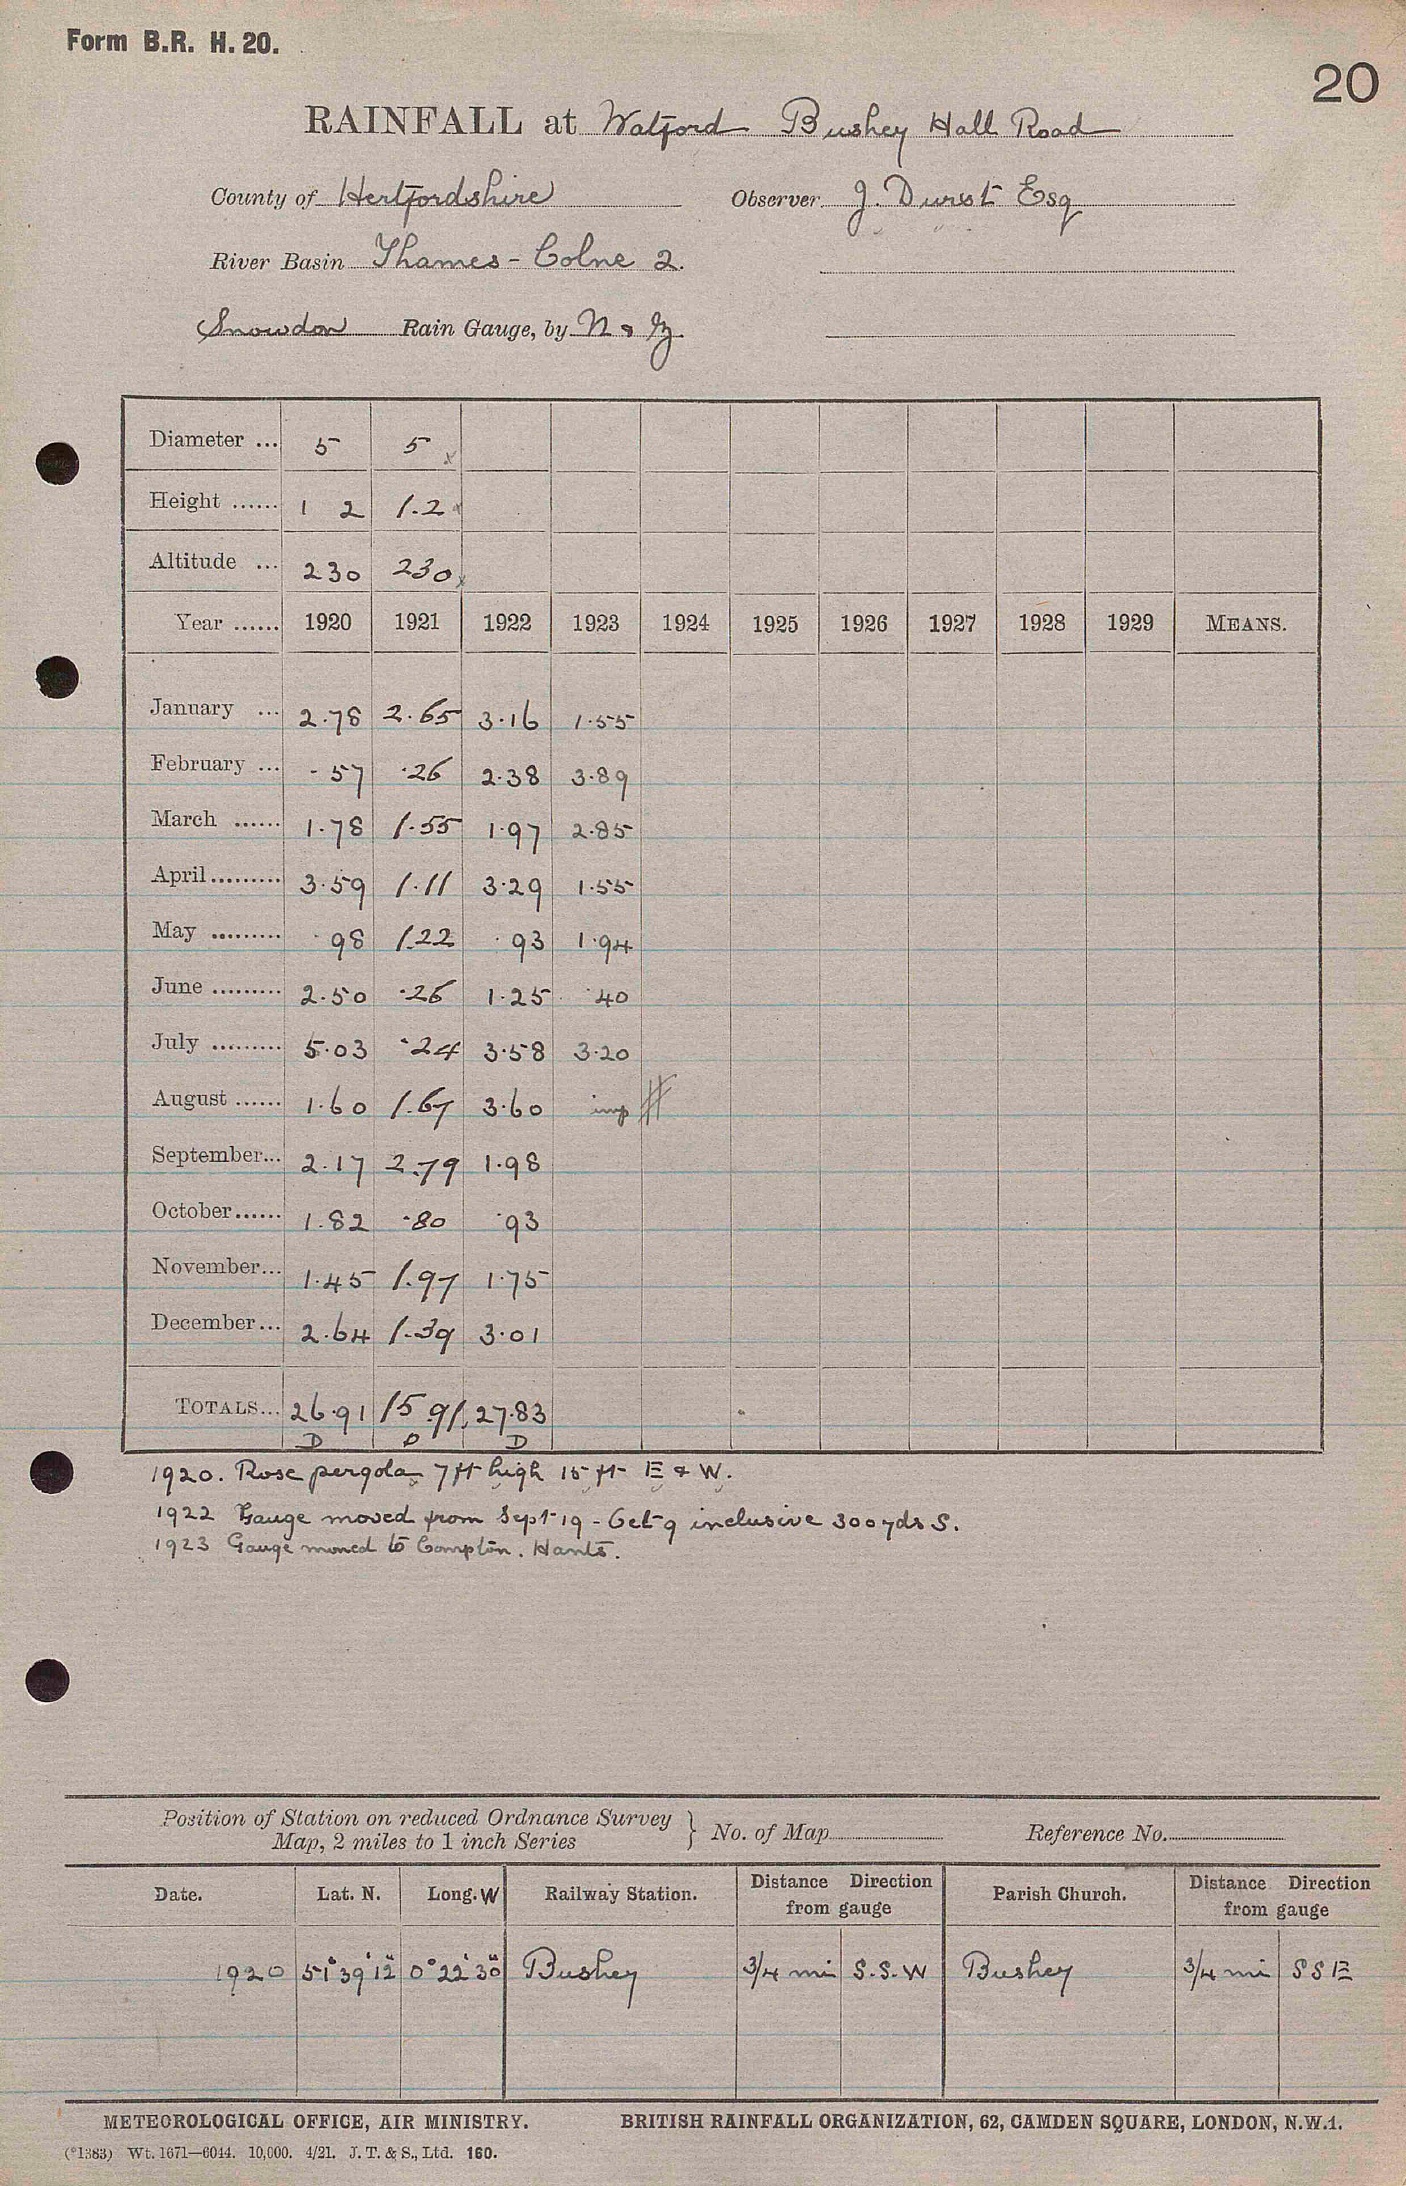 Form B.R. H. 20.
20
RAINFALL at Watford Bushey Hall Road
County of Hertfordshire Observer J. Durst Esq
River Basin Thames - Colne 2.
Snowdon Rain Gauge, by N & Z
Diameter ... 5 5 x
Height ...... 1 2 1.2 x
Altitude ... 230 230 x
Year ...... 1920 1921 1922 1923 1924 1925 1926 1927 1928 1929 MEANS.
January ... 2.78 2.65 3.16 1.55
February ... .57 .26 2.38 3.89
March ...... 1.78 1.55 1.97 2.85
April ......... 3.59 1.11 3.29 1.55
May ......... .98 1.22 .93 1.94
June ......... 2.50 .26 1.25 .40
July ......... 5.03 .24 3.58 3.20
August ...... 1.60 1.67 3.60 imp #
September... 2.17 2.79 1.98
October ...... 1.82 .80 .93
November... 1.45 1.97 1.75
December ... 2.64 1.39 3.01
TOTALS... 26.91 15.91 27.83
D D D
1920. Rose pergola 7 ft high 15 ft E & W.
1922 Gauge moved from Sept 19 - Oct 9 inclusive 300 yds S.
1923 Gauge moved to Compton. Hants.
Position of Station on reduced Ordnance Survey
Map, 2 miles to 1 inch Series } No. of Map Reference No.
Date. Lat. N. Long. W Railway Station. Distance Direction from gauge Parish Church. Distance Direction from gauge
1920 51° 39' 12" 0° 22' 30" Bushey 3/4 mi S.S.W Bushey 3/4 mi SSE
METEOROLOGICAL OFFICE, AIR MINISTRY. BRITISH RAINFALL ORGANIZATION, 62, CAMDEN SQUARE, LONDON, N.W.1.
(*1383) Wt. 1671—6044. 10,000. 4/21. J. T. & S., Ltd. 160.